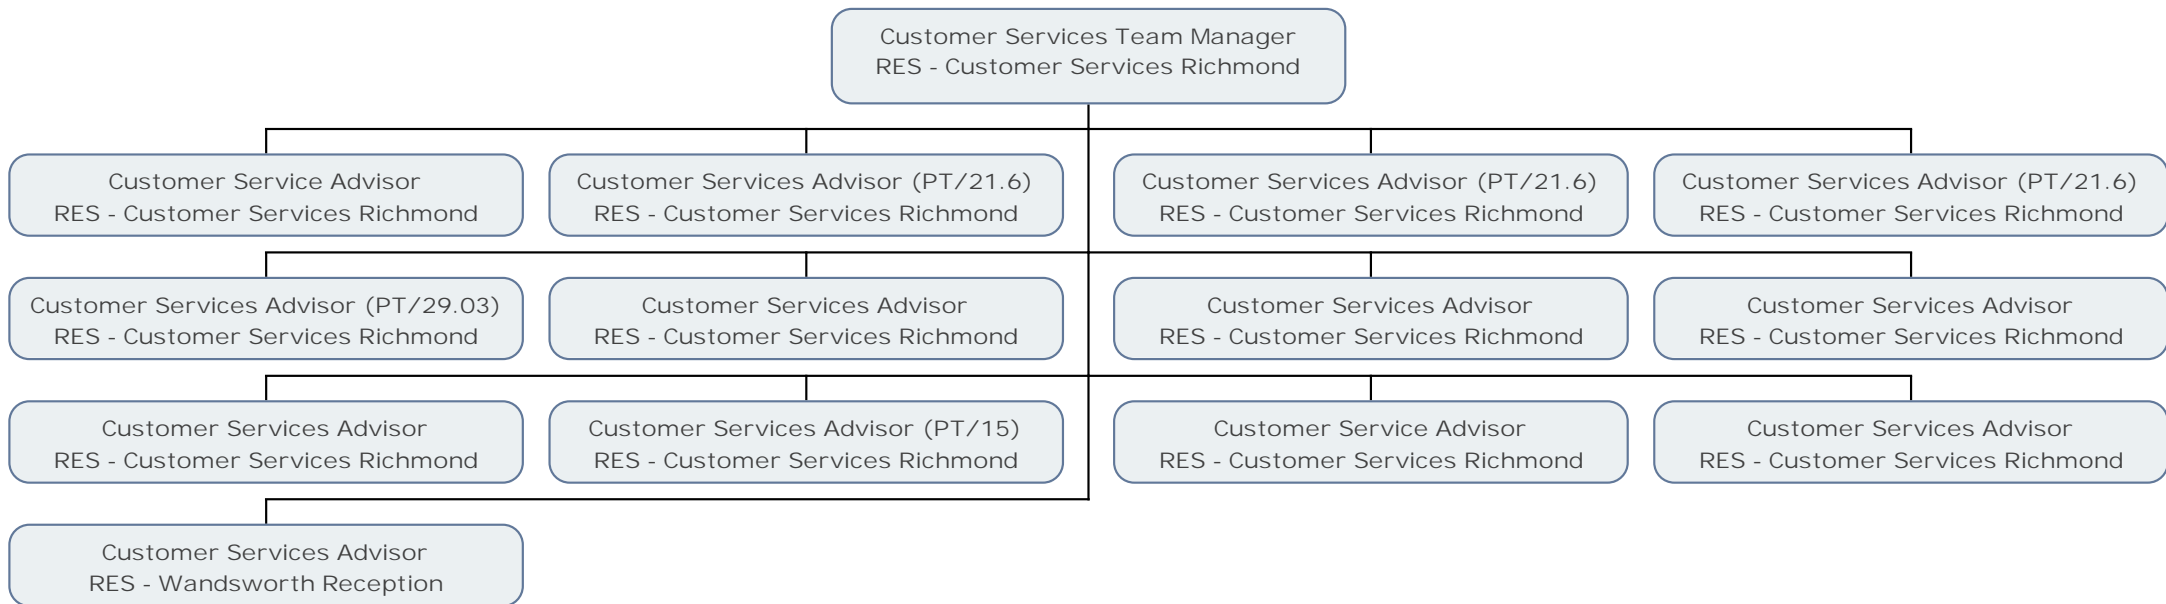 Customer Services Team Manager
RES - Customer Services Richmond
Customer Service Advisor
RES - Customer Services Richmond
Customer Services Advisor (PT/21.6)
RES - Customer Services Richmond
Customer Services Advisor (PT/21.6)
RES - Customer Services Richmond
Customer Services Advisor (PT/21.6)
RES - Customer Services Richmond
Customer Services Advisor (PT/29.03)
RES - Customer Services Richmond
Customer Services Advisor
RES - Customer Services Richmond
Customer Services Advisor
RES - Customer Services Richmond
Customer Services Advisor
RES - Customer Services Richmond
Customer Services Advisor
RES - Customer Services Richmond
Customer Services Advisor (PT/15)
RES - Customer Services Richmond
Customer Service Advisor
RES - Customer Services Richmond
Customer Services Advisor
RES - Customer Services Richmond
Customer Services Advisor
RES - Wandsworth Reception